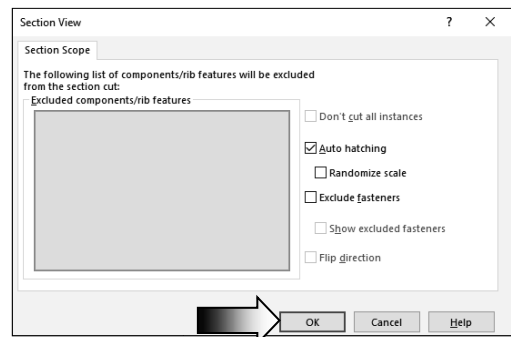 Section View ? ×
Section Scope
The following list of components/rib features will be excluded
from the section cut:
Excluded components/rib features
Don't cut all instances
Auto hatching
Randomize scale
Exclude fasteners
Show excluded fasteners
Flip direction
OK Cancel Help